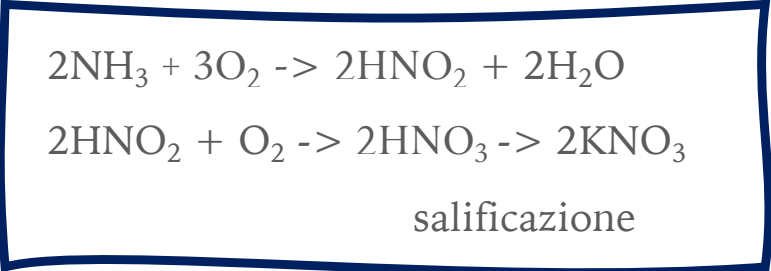 2NH₃ + 3O₂ -> 2HNO₂ + 2H₂O
2HNO₂ + O₂ -> 2HNO₃ -> 2KNO₃
salificazione